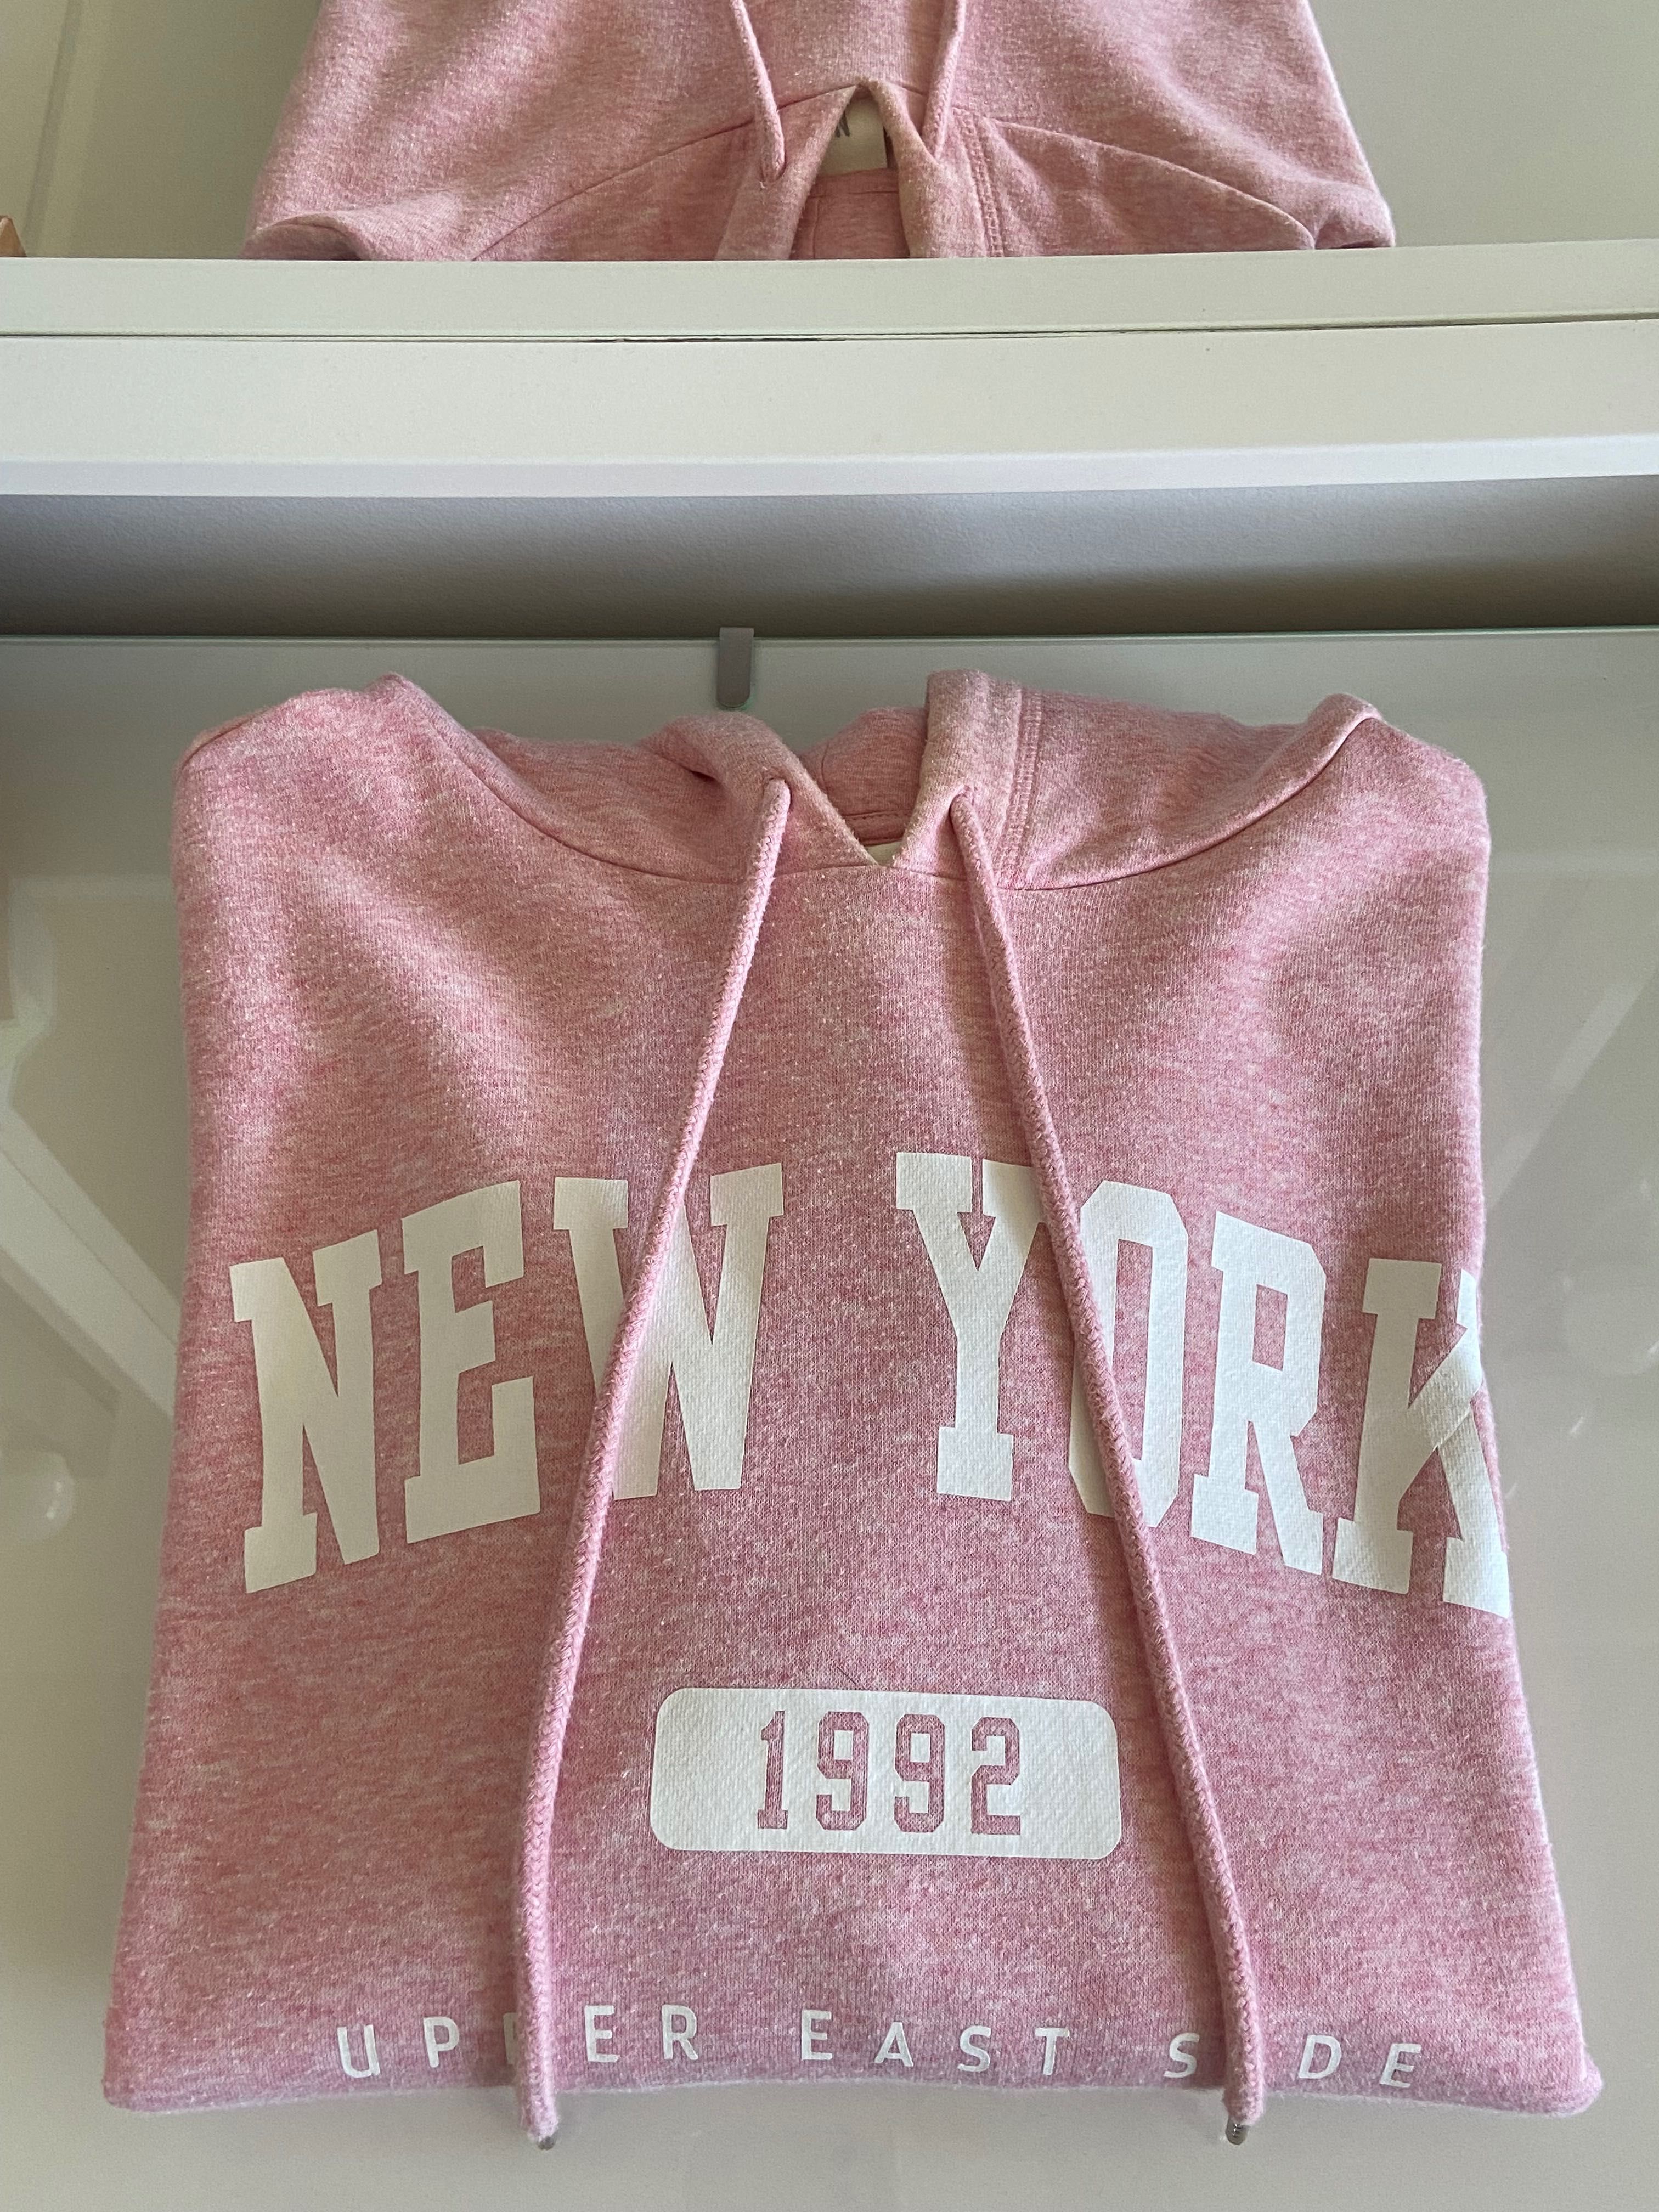 NEW YORK
1992
UPPER EAST SIDE